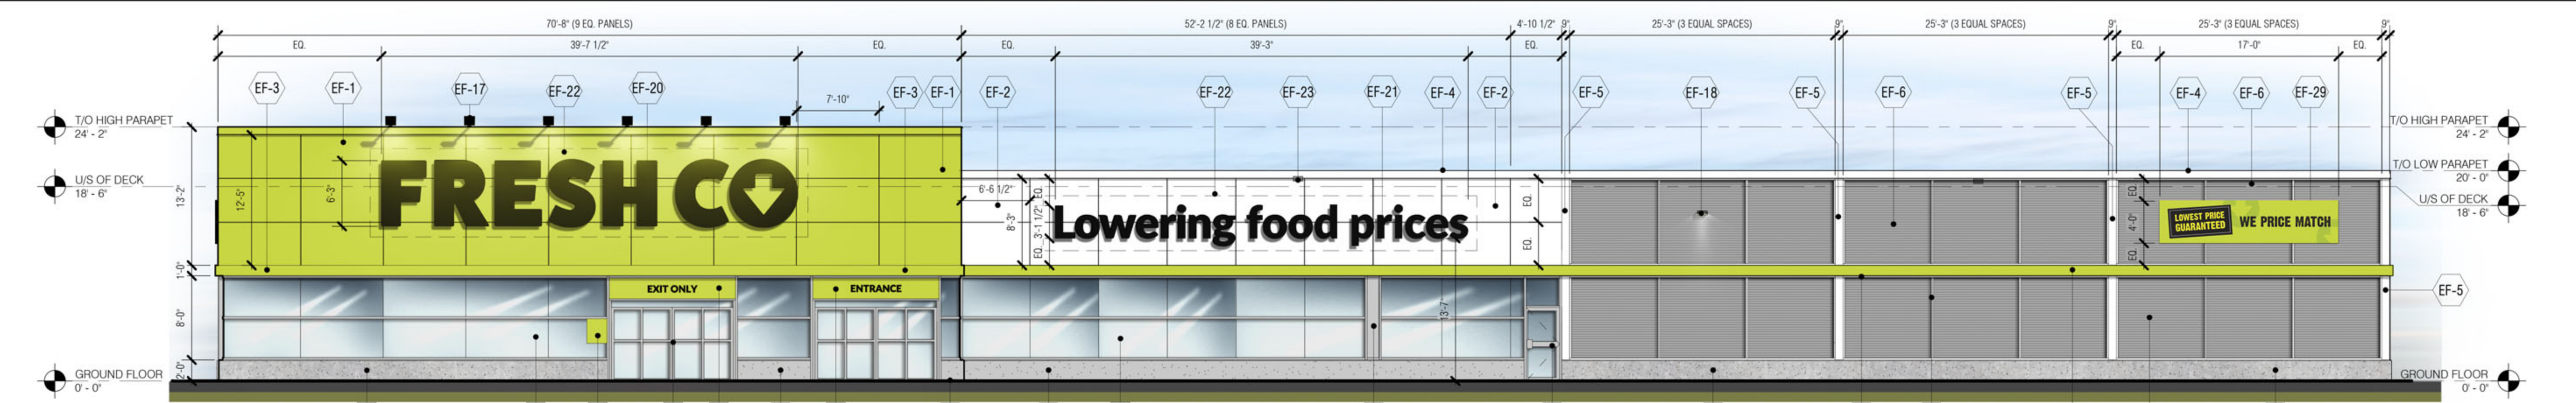 70'-8" (9 EQ. PANELS)
52'-2 1/2" (8 EQ. PANELS)
4'-10 1/2"
9"
25'-3" (3 EQUAL SPACES)
9"
25'-3" (3 EQUAL SPACES)
9"
25'-3" (3 EQUAL SPACES)
9"
EQ.
39'-7 1/2"
EQ.
EQ.
39'-3"
EQ.
EQ.
17'-0"
EQ.
EF-3
EF-1
EF-17
EF-22
EF-20
7'-10"
EF-3
EF-1
EF-2
EF-22
EF-23
EF-21
EF-4
EF-2
EF-5
EF-18
EF-5
EF-6
EF-5
EF-4
EF-6
EF-29
T/O HIGH PARAPET
24' - 2"
U/S OF DECK
18' - 6"
13'-2"
12'-5"
6'-3"
FRESH CO
6'-6 1/2"
8'-3"
EQ.
3'-1 1/2"
EQ.
Lowering food prices
EQ.
EQ.
EQ.
4'-0"
EQ.
LOWEST PRICE
GUARANTEED
WE PRICE MATCH
T/O HIGH PARAPET
24' - 2"
T/O LOW PARAPET
20' - 0"
U/S OF DECK
18' - 6"
1'-0"
8'-0"
2'-0"
EXIT ONLY
ENTRANCE
13'-7"
EF-5
GROUND FLOOR
0' - 0"
GROUND FLOOR
0' - 0"